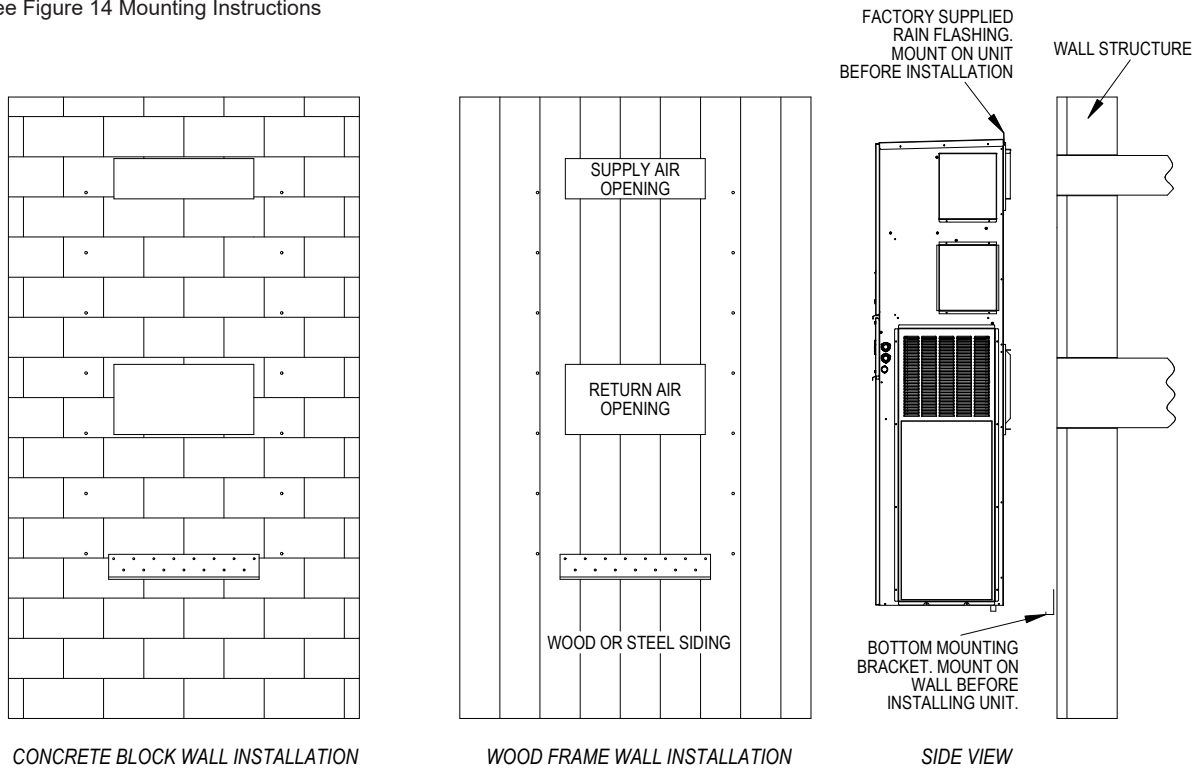 ee Figure 14 Mounting Instructions
FACTORY SUPPLIED
RAIN FLASHING.
MOUNT ON UNIT
BEFORE INSTALLATION
WALL STRUCTURE
SUPPLY AIR
OPENING
RETURN AIR
OPENING
WOOD OR STEEL SIDING
BOTTOM MOUNTING
BRACKET. MOUNT ON
WALL BEFORE
INSTALLING UNIT.
CONCRETE BLOCK WALL INSTALLATION
WOOD FRAME WALL INSTALLATION
SIDE VIEW